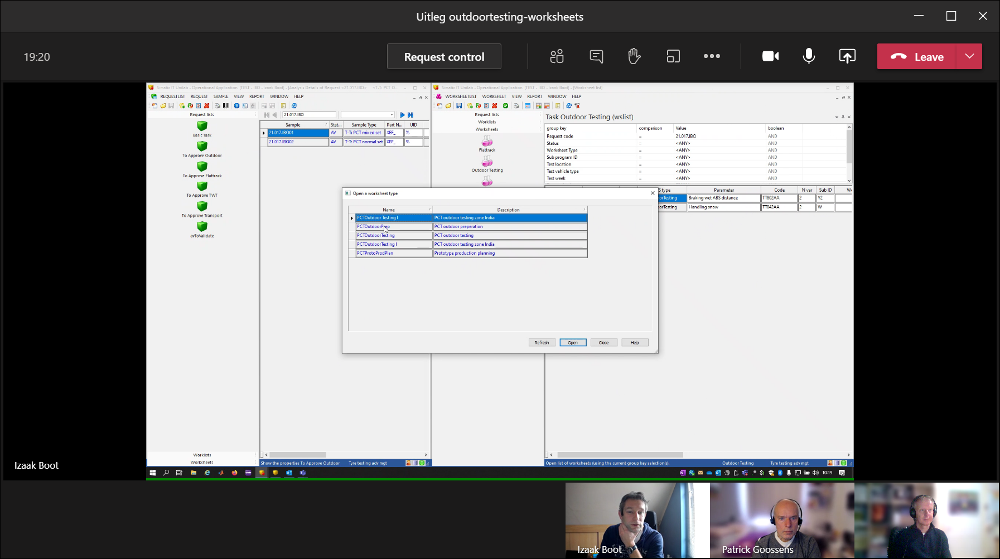 Uitleg outdoortesting-worksheets
19:20
Request control
Leave
Simatic IT Unilab - Operational Application [TEST - IBO - Izaak Boot] - [Analysis Details of Request <21.017.IBO> <T-T: PCT O...
REQUESTLIST REQUEST SAMPLE VIEW REPORT WINDOW HELP
Request lists
Basic Task
To Approve Outdoor
To Approve Flattrack
To Approve TWT
To Approve Transport
avToValidate
Worklists
Worksheets
21.017.IBO
Sample Stat... Sample Type Part N... UID
21.017.IBO01 AV T-T: PCT mixed set XEF_ %
21.017.IBO02 AV T-T: PCT normal set XEF_ %
Show the properties To Approve Outdoor Tyre testing adv mgt
Simatic IT Unilab - Operational Application [TEST - IBO - Izaak Boot] - [Worksheet list]
WORKSHEETLIST WORKSHEET VIEW REPORT WINDOW HELP
Request lists
Worklists
Worksheets
Flattrack
Outdoor Testing
Task Outdoor Testing (wslist)
group key comparison Value boolean
Request code = 21.017.IBO AND
Status = <ANY> AND
Worksheet Type = <ANY> AND
Sub program ID = <ANY> AND
Test location = <ANY> AND
Test vehicle type = <ANY> AND
Test week = <ANY> AND
S type Parameter Code N var Sub ID We
orTesting Braking wet ABS distance TT802AA 2 Y2
orTesting Handling snow TT842AA 2 W
Open a worksheet type
Name Description
PCTOutdoor Testing I PCT outdoor testing zone India
PCTOutdoorPrep PCT outdoor preperation
PCTOutdoorTesting PCT outdoor testing
PCTOutdoorTesting I PCT outdoor testing zone India
PCTProtoProdPlan Prototype production planning
Refresh Open Close Help
Open list of worksheets (using the current group key selection(s). Outdoor Testing Tyre testing adv mgt
10:19
Izaak Boot
Izaak Boot
Patrick Goossens